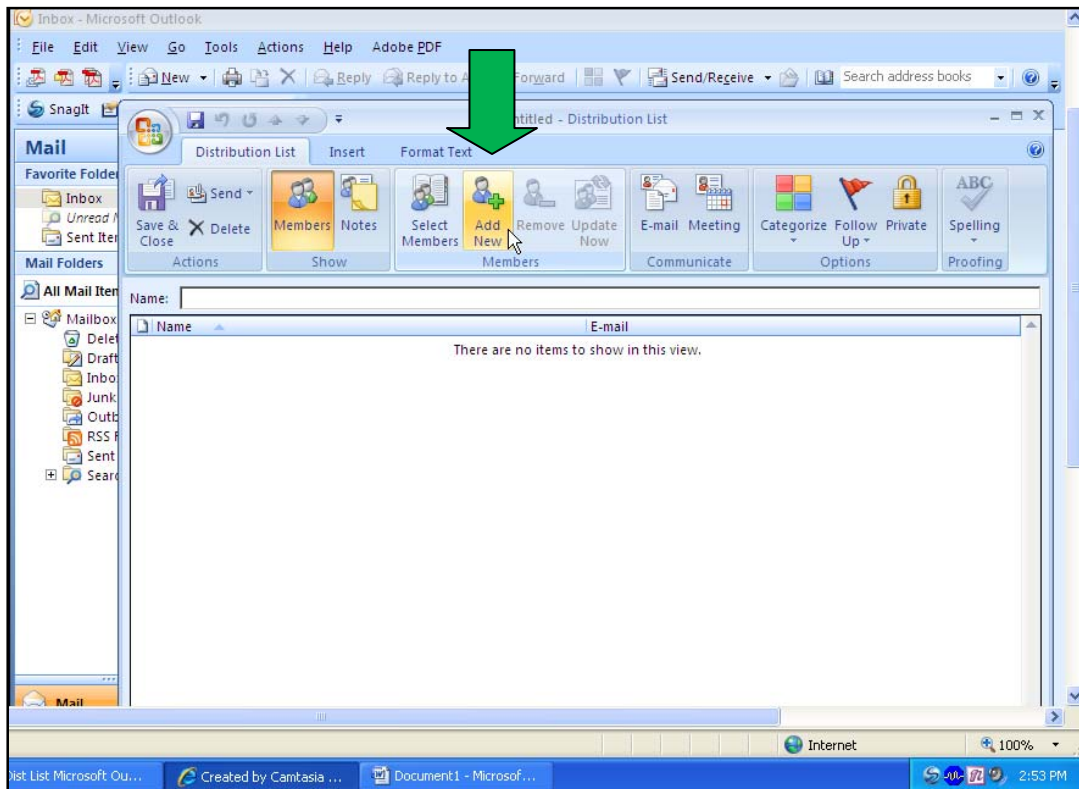 Inbox - Microsoft Outlook
File Edit View Go Tools Actions Help Adobe PDF
New Reply Reply to A Forward Send/Receive Search address books
SnagIt
ntitled - Distribution List
Mail
Distribution List Insert Format Text
Favorite Folde
Inbox
Unread
Sent Iter
Save & Close
Send
Delete
Members Notes
Select Members
Add New
Remove Update Now
E-mail Meeting
Categorize Follow Up Private
ABC
Spelling
Actions Show Members Communicate Options Proofing
Mail Folders
All Mail Iten
Name:
Mailbox
Name E-mail
There are no items to show in this view.
Delet
Draft
Inbo
Junk
Outb
RSS F
Sent
Searc
Mail
Internet 100%
Dist List Microsoft Ou... Created by Camtasia ... Document1 - Microsof... 2:53 PM